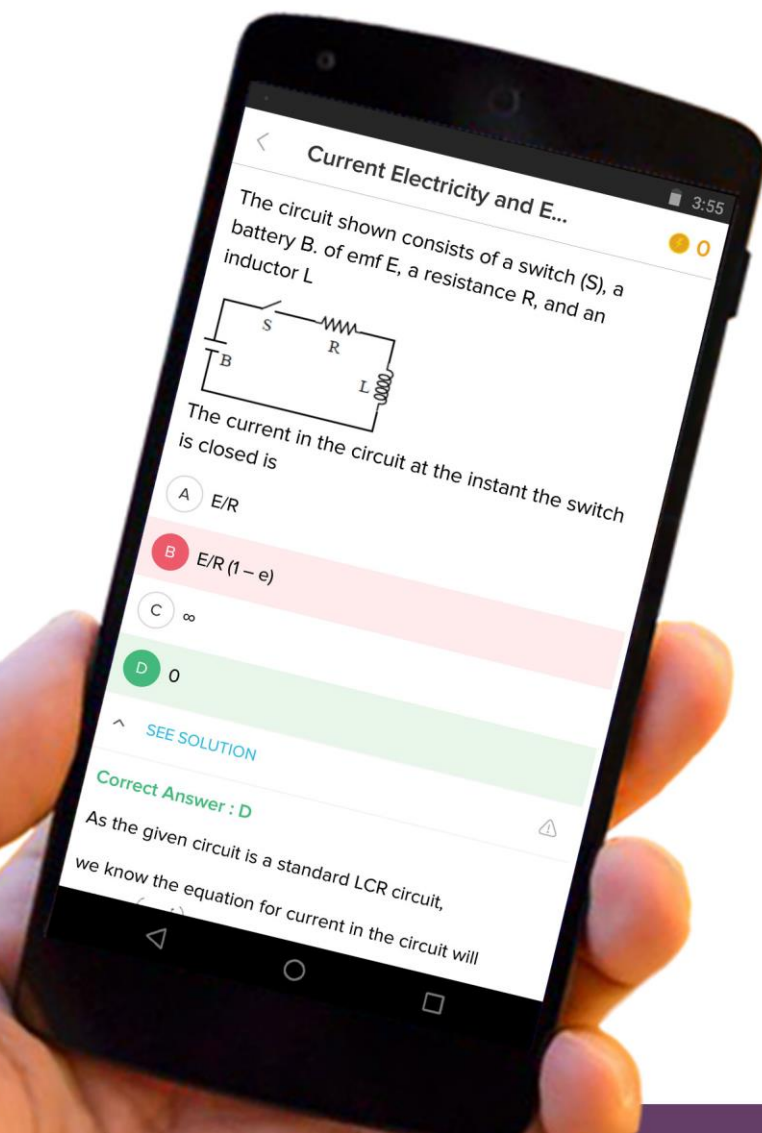 3:55
Current Electricity and E...
0
The circuit shown consists of a switch (S), a
battery B. of emf E, a resistance R, and an
inductor L
S
R
B
L
The current in the circuit at the instant the switch
is closed is
A E/R
B E/R (1 – e)
C ∞
D 0
SEE SOLUTION
Correct Answer : D
As the given circuit is a standard LCR circuit,
we know the equation for current in the circuit will